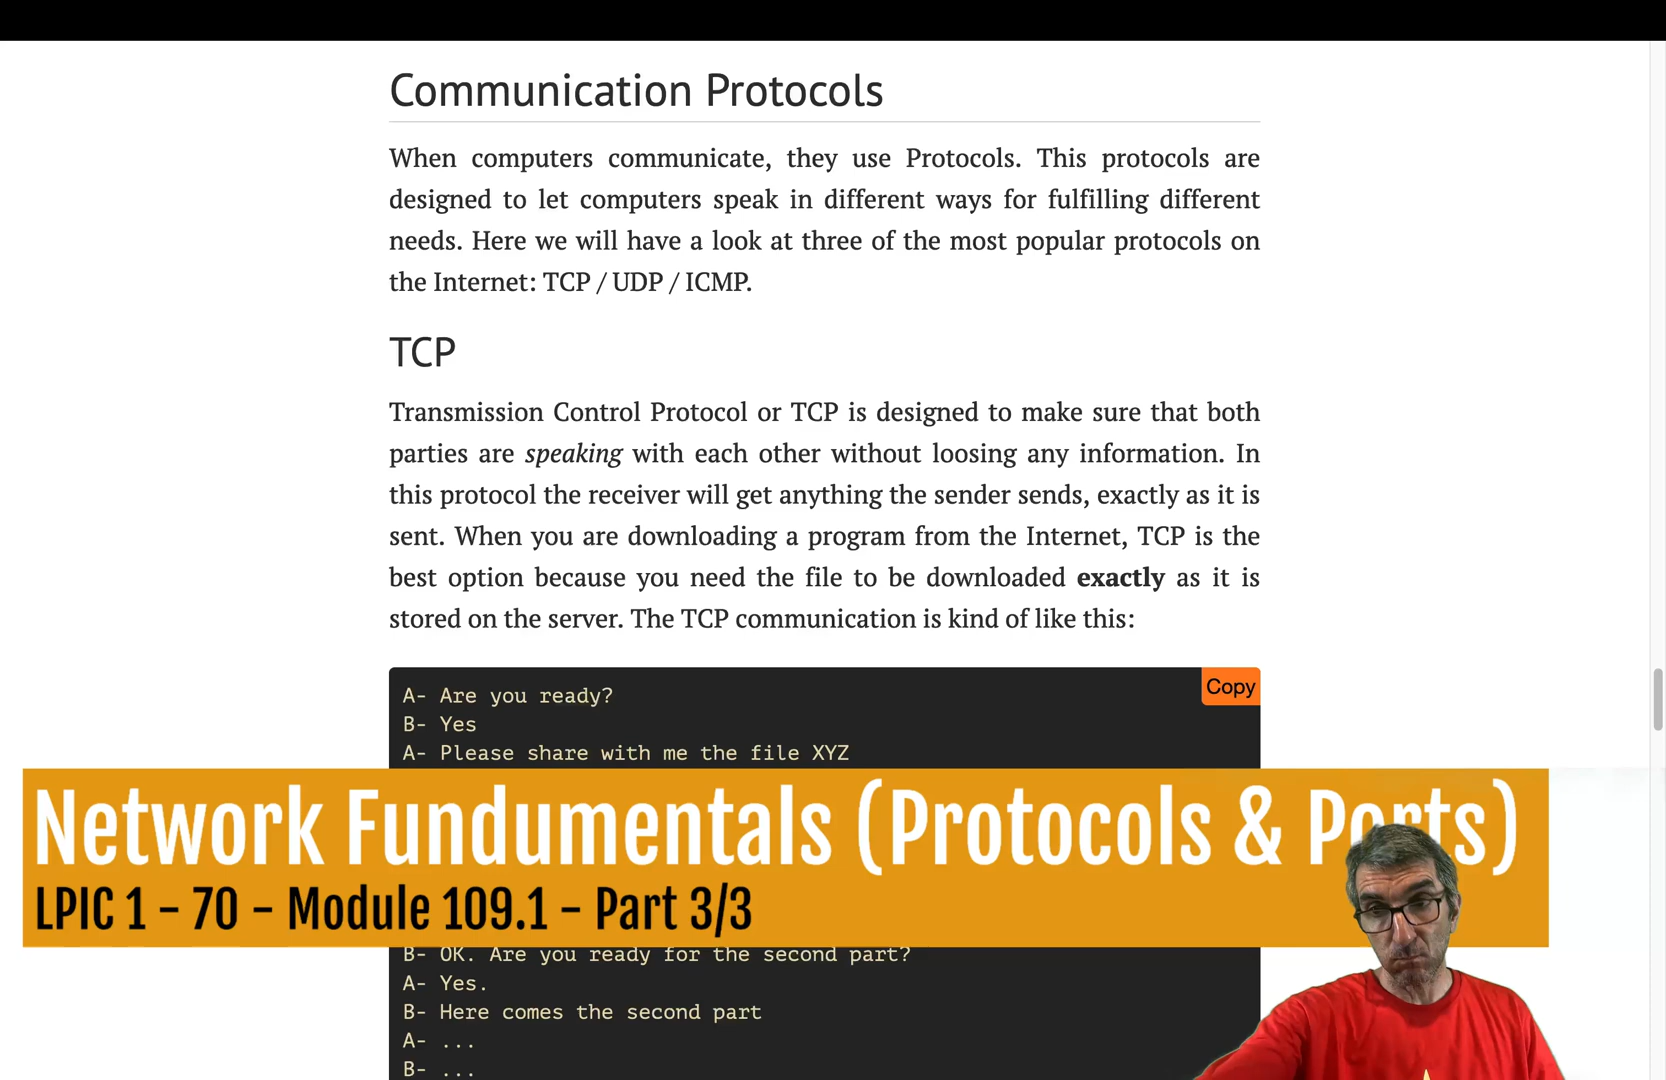 Communication Protocols
When computers communicate, they use Protocols. This protocols are
designed to let computers speak in different ways for fulfilling different
needs. Here we will have a look at three of the most popular protocols on
the Internet: TCP / UDP / ICMP.
TCP
Transmission Control Protocol or TCP is designed to make sure that both
parties are speaking with each other without loosing any information. In
this protocol the receiver will get anything the sender sends, exactly as it is
sent. When you are downloading a program from the Internet, TCP is the
best option because you need the file to be downloaded exactly as it is
stored on the server. The TCP communication is kind of like this:
Copy
A- Are you ready?
B- Yes
A- Please share with me the file XYZ
Network Fundumentals (Protocols & Ports)
LPIC 1 - 70 - Module 109.1 - Part 3/3
B- OK. Are you ready for the second part?
A- Yes.
B- Here comes the second part
A- ...
B- ...